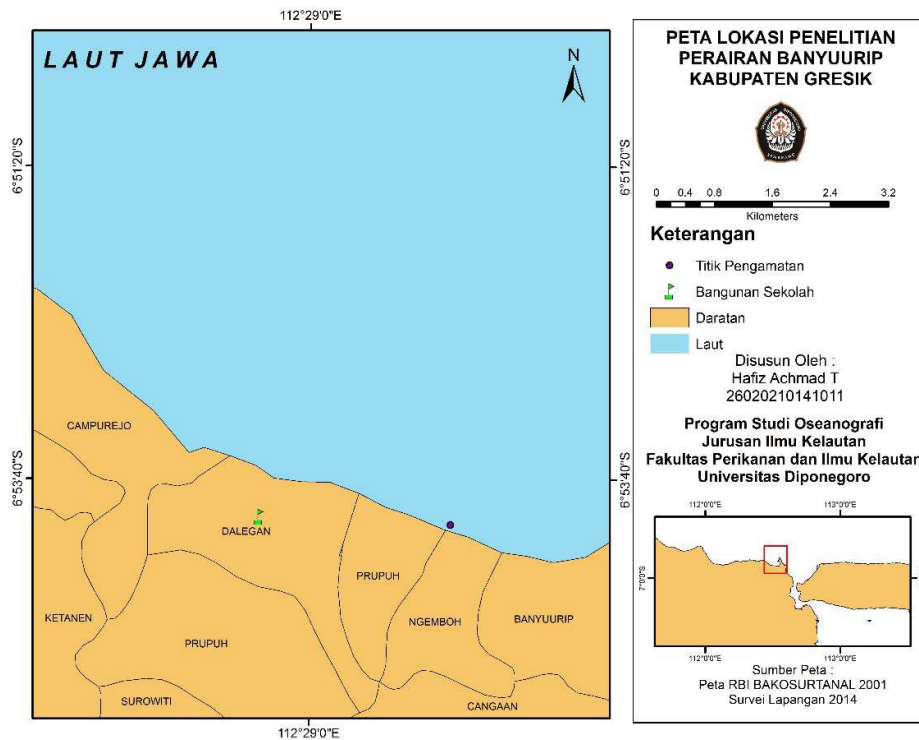 112°29'0"E
LAUT JAWA
N
6°51'20"S
6°51'20"S
CAMPUREJO
6°53'40"S
6°53'40"S
DALEGAN
PRUPUH
KETANEN
NGEMBOH
BANYUURIP
PRUPUH
SUROWITI
CANGAAN
112°29'0"E
PETA LOKASI PENELITIAN
PERAIRAN BANYUURIP
KABUPATEN GRESIK
0 0.4 0.8 1.6 2.4 3.2
Kilometers
Keterangan
Titik Pengamatan
Bangunan Sekolah
Daratan
Laut
Disusun Oleh :
Hafiz Achmad T
26020210141011
Program Studi Oseanografi
Jurusan Ilmu Kelautan
Fakultas Perikanan dan Ilmu Kelautan
Universitas Diponegoro
112°0'0"E 113°0'0"E
7°0'0"S
112°0'0"E 113°0'0"E
Sumber Peta :
Peta RBI BAKOSURTANAL 2001
Survei Lapangan 2014